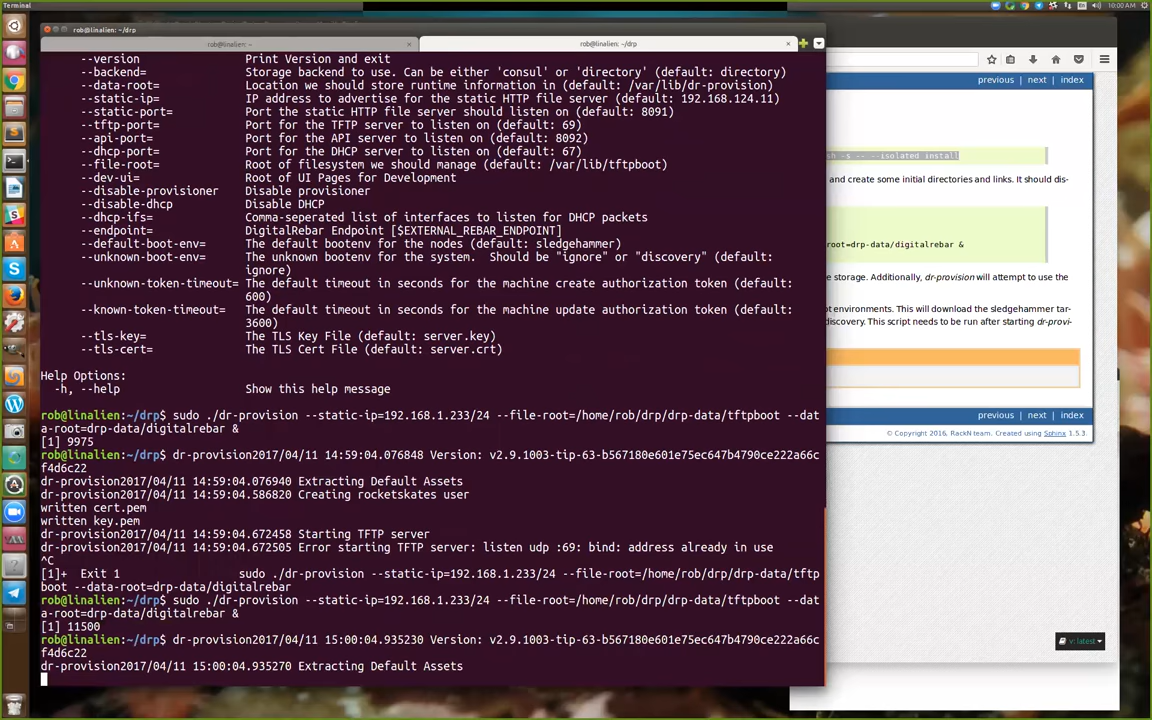 Terminal
En
10:00 AM
rob@linalien: ~/drp
rob@linalien: ~
rob@linalien: ~/drp
--version Print Version and exit
--backend= Storage backend to use. Can be either 'consul' or 'directory' (default: directory)
--data-root= Location we should store runtime information in (default: /var/lib/dr-provision)
--static-ip= IP address to advertise for the static HTTP file server (default: 192.168.124.11)
--static-port= Port the static HTTP file server should listen on (default: 8091)
--tftp-port= Port for the TFTP server to listen on (default: 69)
--api-port= Port for the API server to listen on (default: 8092)
--dhcp-port= Port for the DHCP server to listen on (default: 67)
--file-root= Root of filesystem we should manage (default: /var/lib/tftpboot)
--dev-ui= Root of UI Pages for Development
--disable-provisioner Disable provisioner
--disable-dhcp Disable DHCP
--dhcp-ifs= Comma-seperated list of interfaces to listen for DHCP packets
--endpoint= DigitalRebar Endpoint [$EXTERNAL_REBAR_ENDPOINT]
--default-boot-env= The default bootenv for the nodes (default: sledgehammer)
--unknown-boot-env= The unknown bootenv for the system.  Should be "ignore" or "discovery" (default:
ignore)
--unknown-token-timeout= The default timeout in seconds for the machine create authorization token (default:
600)
--known-token-timeout= The default timeout in seconds for the machine update authorization token (default:
3600)
--tls-key= The TLS Key File (default: server.key)
--tls-cert= The TLS Cert File (default: server.crt)
Help Options:
-h, --help Show this help message
rob@linalien:~/drp$ sudo ./dr-provision --static-ip=192.168.1.233/24 --file-root=/home/rob/drp/drp-data/tftpboot --dat
a-root=drp-data/digitalrebar &
[1] 9975
rob@linalien:~/drp$ dr-provision2017/04/11 14:59:04.076848 Version: v2.9.1003-tip-63-b567180e601e75ec647b4790ce222a66c
f4d6c22
dr-provision2017/04/11 14:59:04.076940 Extracting Default Assets
dr-provision2017/04/11 14:59:04.586820 Creating rocketskates user
written cert.pem
written key.pem
dr-provision2017/04/11 14:59:04.672458 Starting TFTP server
dr-provision2017/04/11 14:59:04.672505 Error starting TFTP server: listen udp :69: bind: address already in use
^C
[1]+  Exit 1 sudo ./dr-provision --static-ip=192.168.1.233/24 --file-root=/home/rob/drp/drp-data/tftp
boot --data-root=drp-data/digitalrebar
rob@linalien:~/drp$ sudo ./dr-provision --static-ip=192.168.1.233/24 --file-root=/home/rob/drp/drp-data/tftpboot --dat
a-root=drp-data/digitalrebar &
[1] 11500
rob@linalien:~/drp$ dr-provision2017/04/11 15:00:04.935230 Version: v2.9.1003-tip-63-b567180e601e75ec647b4790ce222a66c
f4d6c22
dr-provision2017/04/11 15:00:04.935270 Extracting Default Assets
previous | next | index
sh -s -- --isolated install
and create some initial directories and links. It should dis-
root=drp-data/digitalrebar &
e storage. Additionally, dr-provision will attempt to use the
ot environments. This will download the sledgehammer tar-
discovery. This script needs to be run after starting dr-provi-
previous | next | index
© Copyright 2016, RackN team. Created using Sphinx 1.5.3.
v: latest